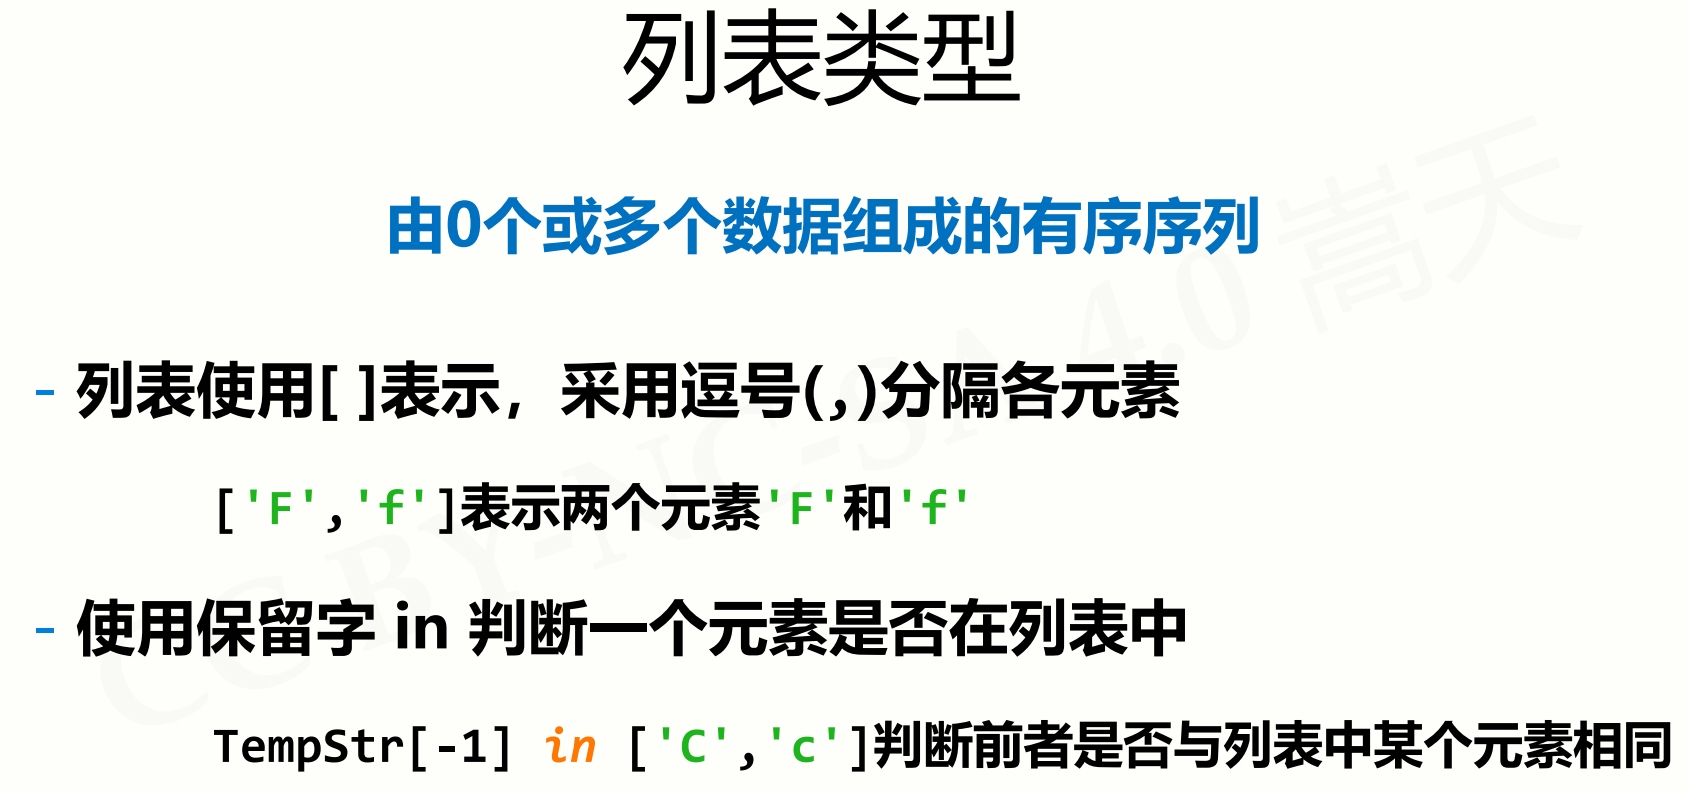 列表类型
由0个或多个数据组成的有序序列
- 列表使用[ ]表示，采用逗号(,)分隔各元素
['F','f']表示两个元素'F'和'f'
- 使用保留字 in 判断一个元素是否在列表中
TempStr[-1] in ['C','c']判断前者是否与列表中某个元素相同
CC BY-NC-SA 4.0 嵩天